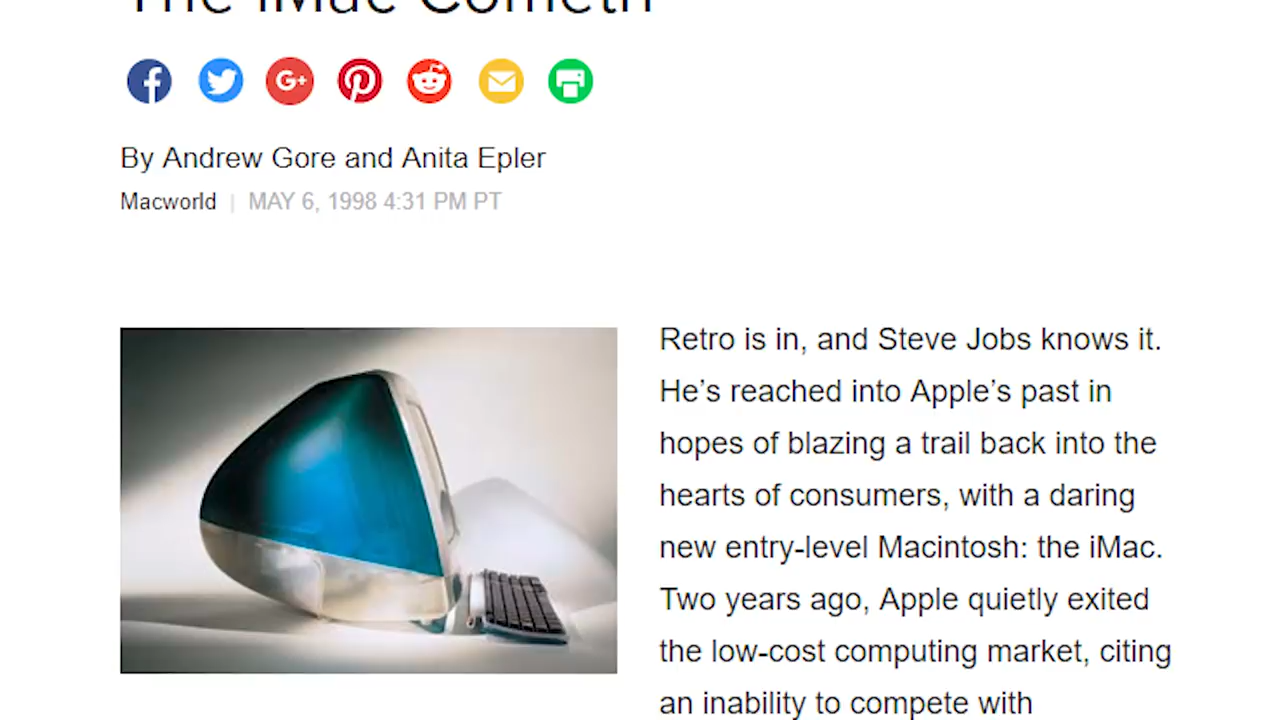 The iMac Cometh
By Andrew Gore and Anita Epler
Macworld | MAY 6, 1998 4:31 PM PT
Retro is in, and Steve Jobs knows it.
He’s reached into Apple’s past in
hopes of blazing a trail back into the
hearts of consumers, with a daring
new entry-level Macintosh: the iMac.
Two years ago, Apple quietly exited
the low-cost computing market, citing
an inability to compete with